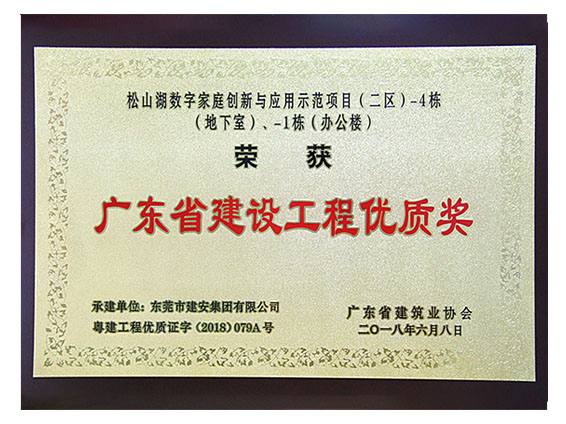 松山湖数字家庭创新与应用示范项目（二区）-4栋
（地下室）、-1栋（办公楼）
荣 获
广东省建设工程优质奖
承建单位：东莞市建安集团有限公司
粤建工程优质证字（2018）079A号
广东省建筑业协会
二〇一八年六月八日